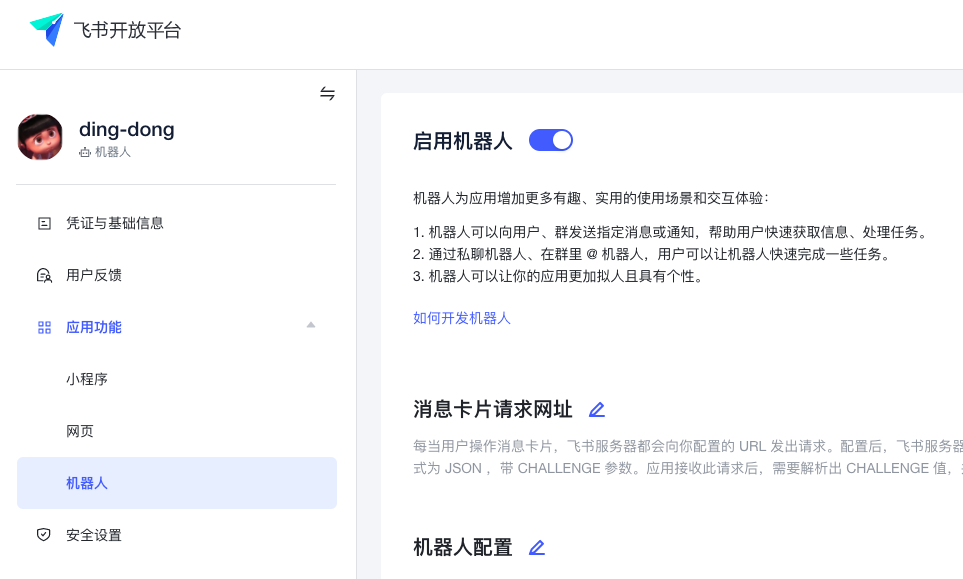 飞书开放平台
ding-dong
机器人
凭证与基础信息
用户反馈
应用功能
小程序
网页
机器人
安全设置
启用机器人
机器人为应用增加更多有趣、实用的使用场景和交互体验：
1. 机器人可以向用户、群发送指定消息或通知，帮助用户快速获取信息、处理任务。
2. 通过私聊机器人、在群里 @ 机器人，用户可以让机器人快速完成一些任务。
3. 机器人可以让你的应用更加拟人且具有个性。
如何开发机器人
消息卡片请求网址
每当用户操作消息卡片，飞书服务器都会向你配置的 URL 发出请求。配置后，飞书服务器
式为 JSON ，带 CHALLENGE 参数。应用接收此请求后，需要解析出 CHALLENGE 值，
机器人配置